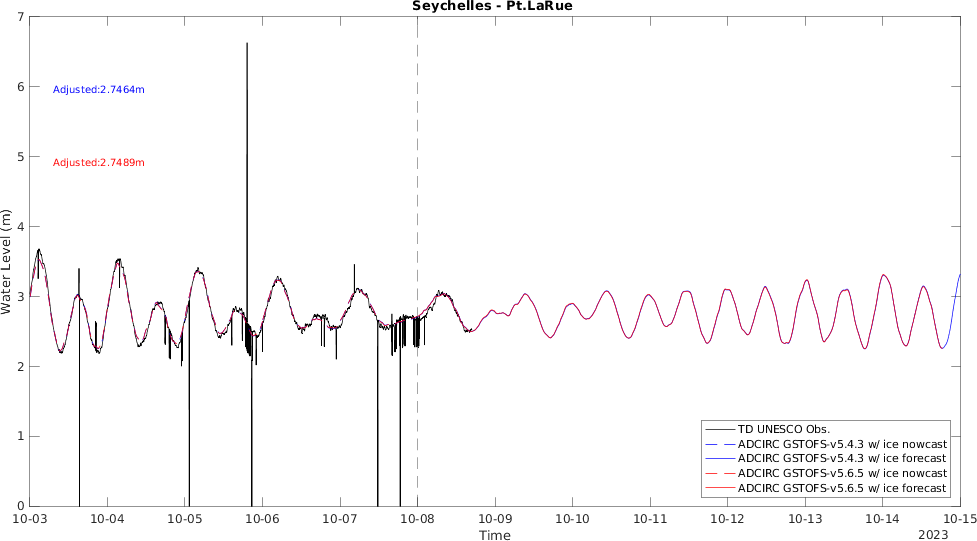 Seychelles - Pt.LaRue
7
6
5
4
3
2
1
0
Water Level (m)
Adjusted:2.7464m
Adjusted:2.7489m
TD UNESCO Obs.
ADCIRC GSTOFS-v5.4.3 w/ ice nowcast
ADCIRC GSTOFS-v5.4.3 w/ ice forecast
ADCIRC GSTOFS-v5.6.5 w/ ice nowcast
ADCIRC GSTOFS-v5.6.5 w/ ice forecast
10-03 10-04 10-05 10-06 10-07 10-08 10-09 10-10 10-11 10-12 10-13 10-14 10-15
Time
2023